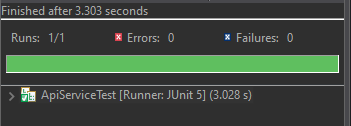 Finished after 3.303 seconds
Runs: 1/1 Errors: 0 Failures: 0
ApiServiceTest [Runner: JUnit 5] (3.028 s)